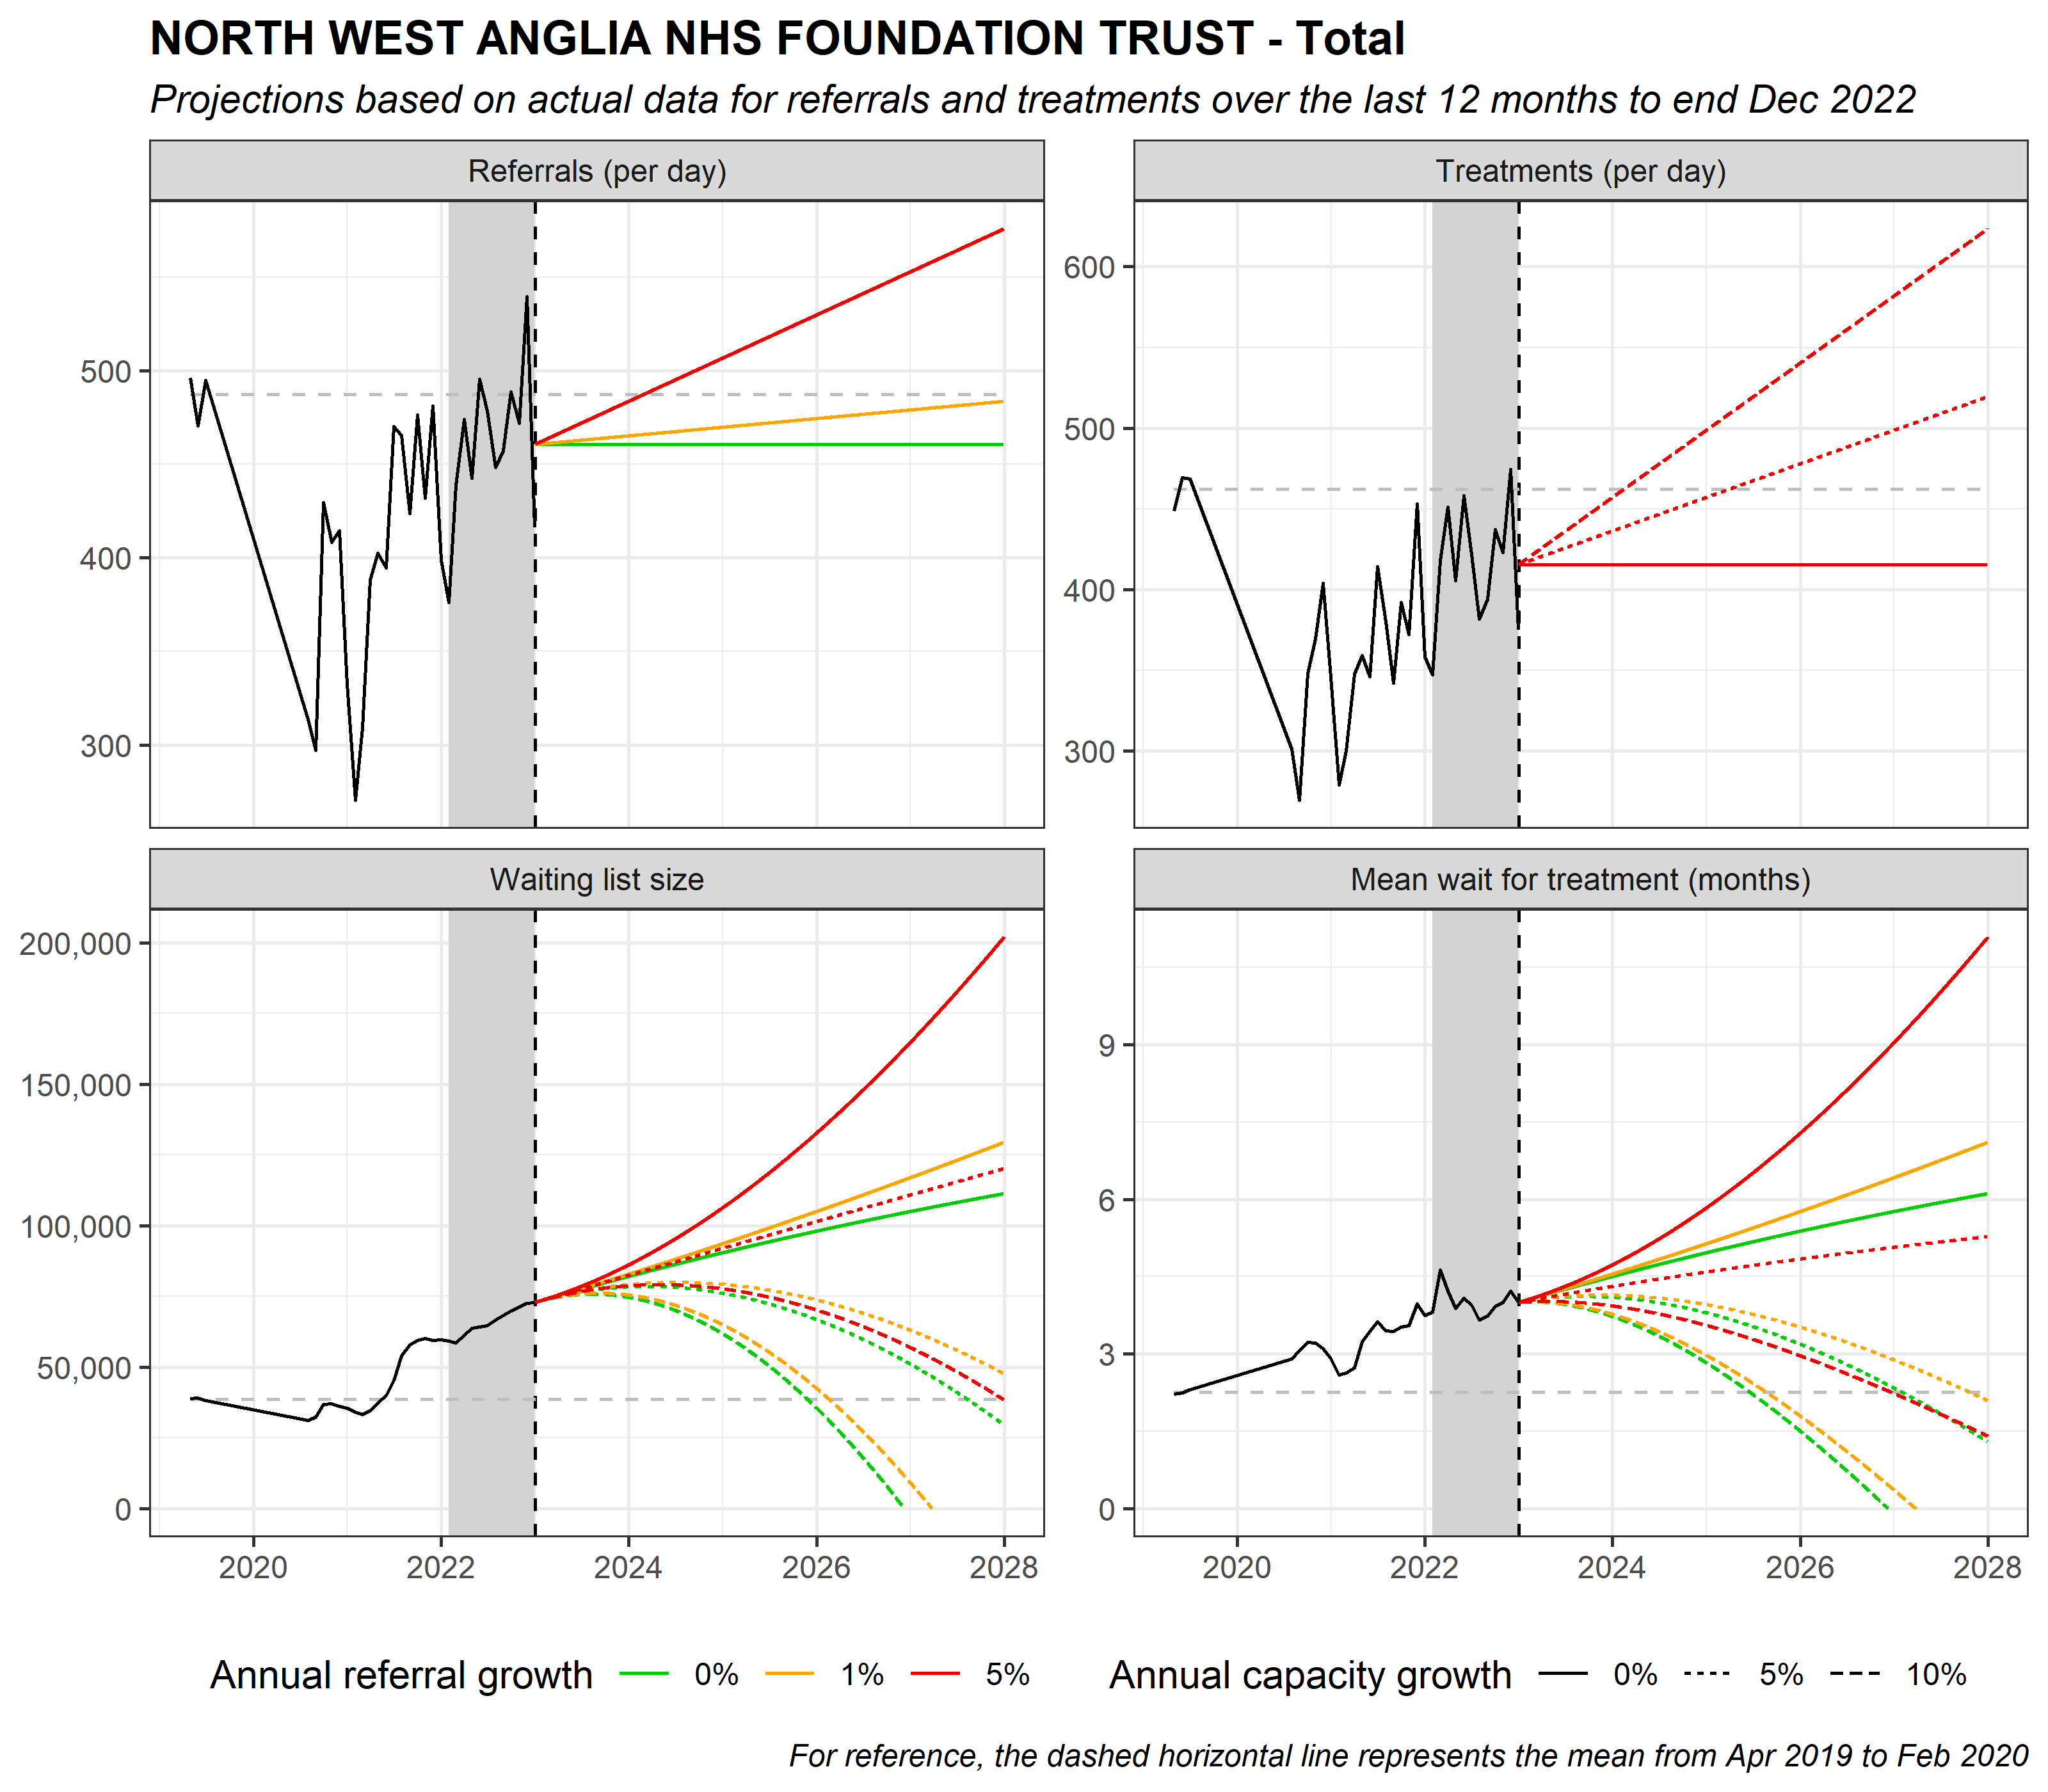 NORTH WEST ANGLIA NHS FOUNDATION TRUST - Total
Projections based on actual data for referrals and treatments over the last 12 months to end Dec 2022
Referrals (per day)
500
400
300
Treatments (per day)
600
500
400
300
Waiting list size
200,000
150,000
100,000
50,000
0
2020 2022 2024 2026 2028
Mean wait for treatment (months)
9
6
3
0
2020 2022 2024 2026 2028
Annual referral growth 0% 1% 5%
Annual capacity growth 0% 5% 10%
For reference, the dashed horizontal line represents the mean from Apr 2019 to Feb 2020